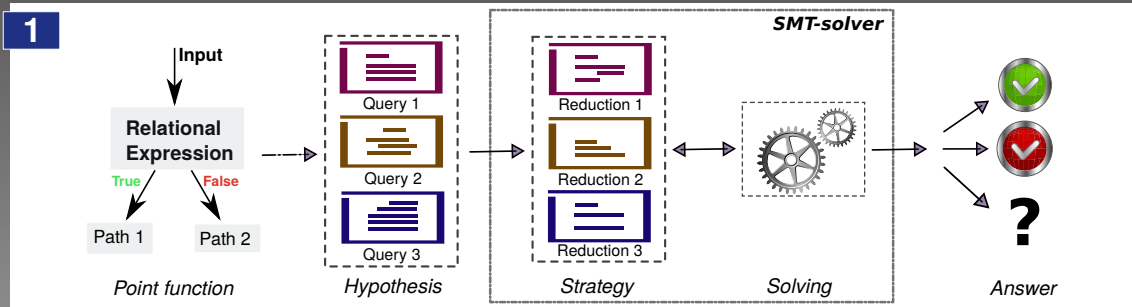 1
SMT-solver
Input
Relational
Expression
True
False
Path 1
Path 2
Point function
Query 1
Query 2
Query 3
Hypothesis
Reduction 1
Reduction 2
Reduction 3
Strategy
Solving
?
Answer